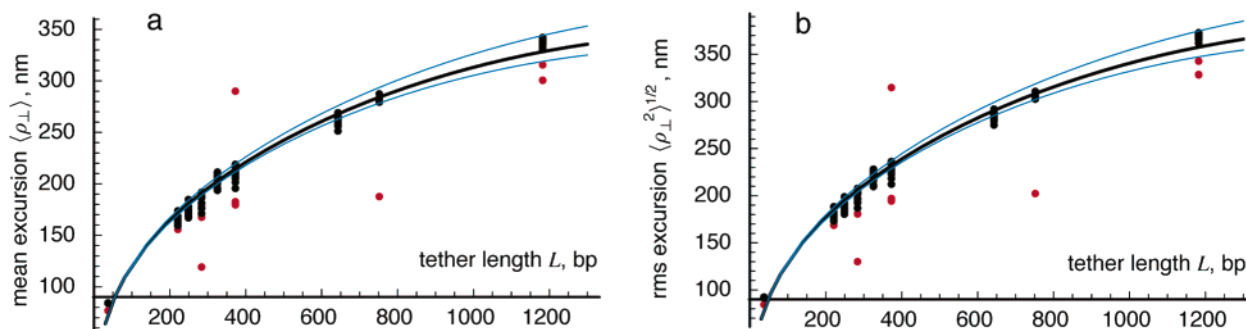 a
mean excursion ⟨ρ⊥⟩, nm
350
300
250
200
150
100
tether length L, bp
200 400 600 800 1000 1200
b
rms excursion ⟨ρ⊥²⟩^1/2 , nm
350
300
250
200
150
100
tether length L, bp
200 400 600 800 1000 1200